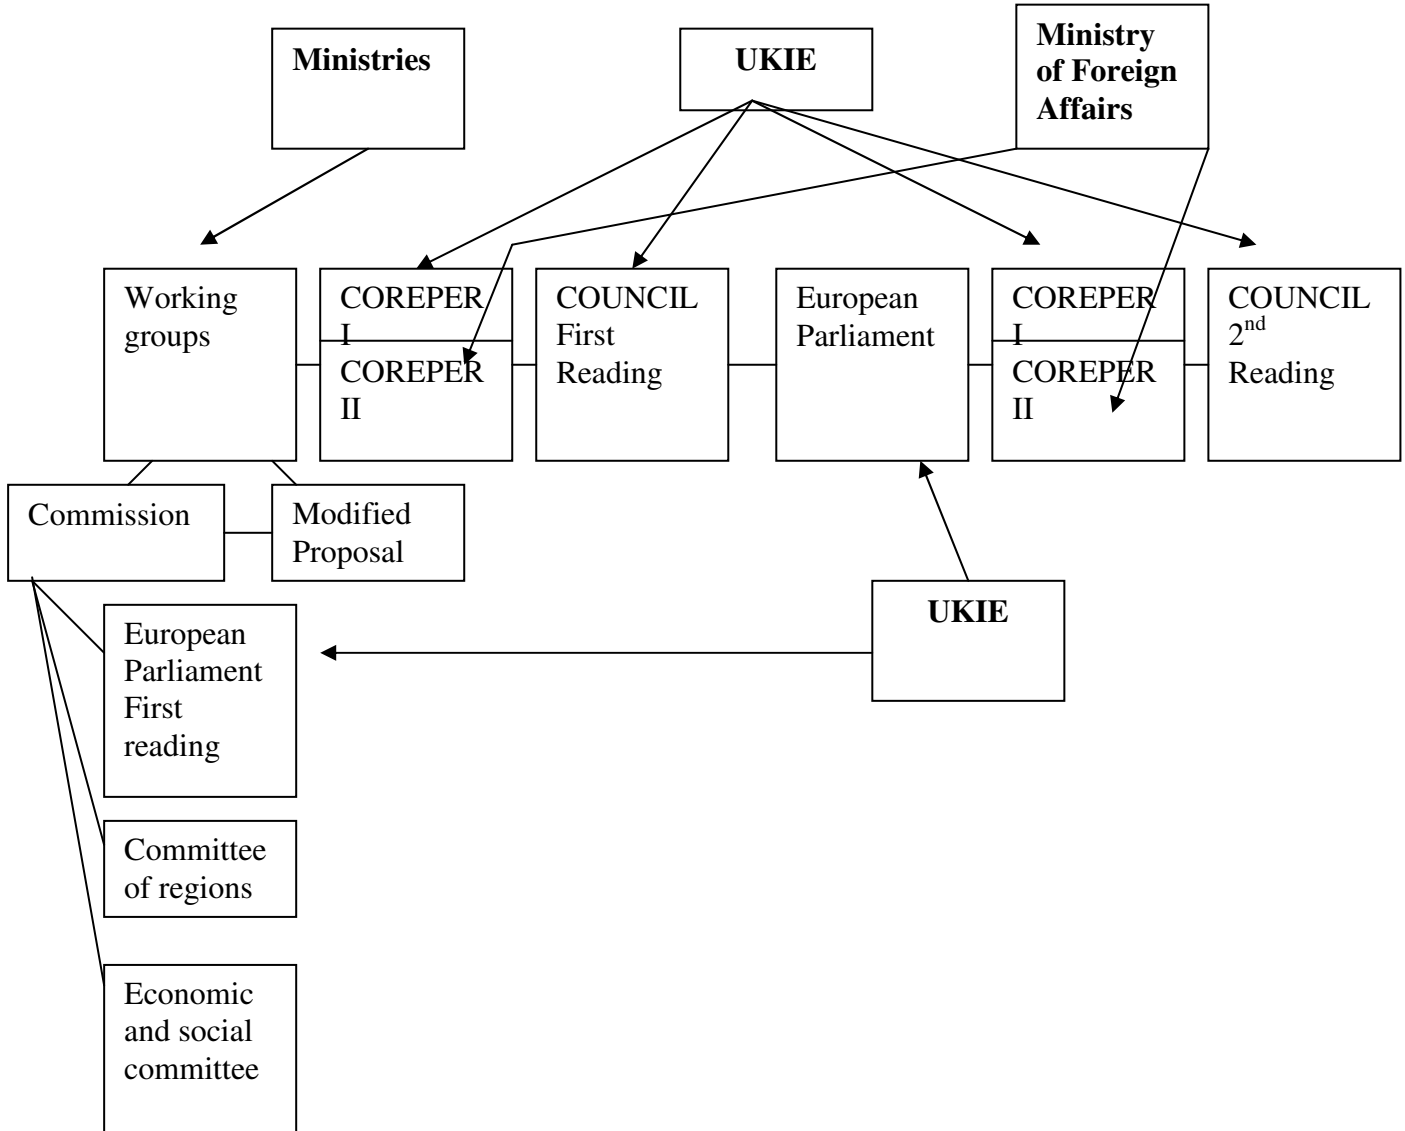 Ministries
UKIE
Ministry
of Foreign
Affairs
Working
groups
COREPER
I
COREPER
II
COUNCIL
First
Reading
European
Parliament
COREPER
I
COREPER
II
COUNCIL
2nd
Reading
Commission
Modified
Proposal
European
Parliament
First
reading
UKIE
Committee
of regions
Economic
and social
committee